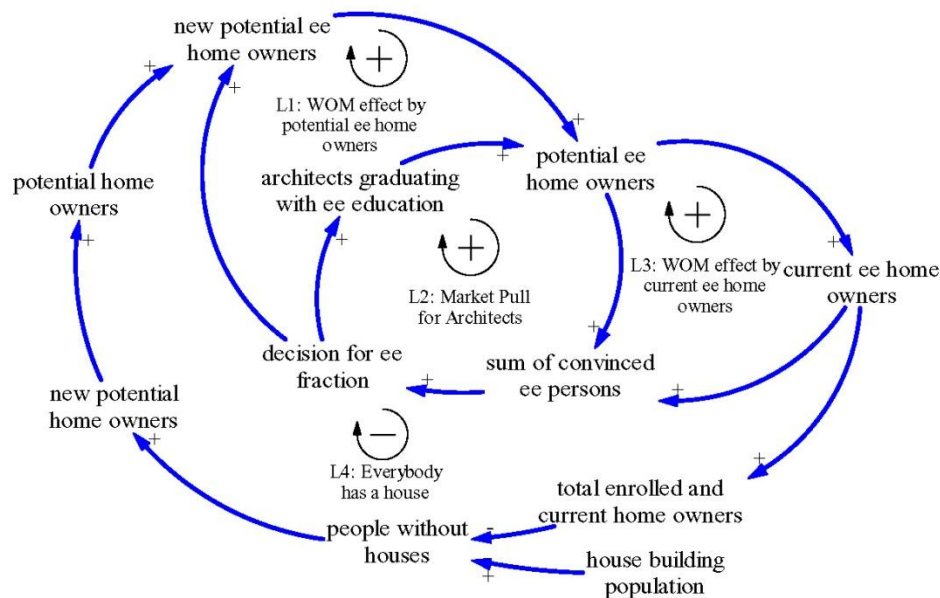 new potential ee
home owners
+
+
+
L1: WOM effect by
potential ee home
owners
+
+
potential home
owners
architects graduating
with ee education
potential ee
home owners
+
+
+
+
+
L2: Market Pull
for Architects
L3: WOM effect by
current ee home
owners
current ee home
owners
decision for ee
fraction
+
sum of convinced
ee persons
+
+
new potential
home owners
+
−
L4: Everybody
has a house
+
total enrolled and
current home owners
people without
houses
-
+
house building
population